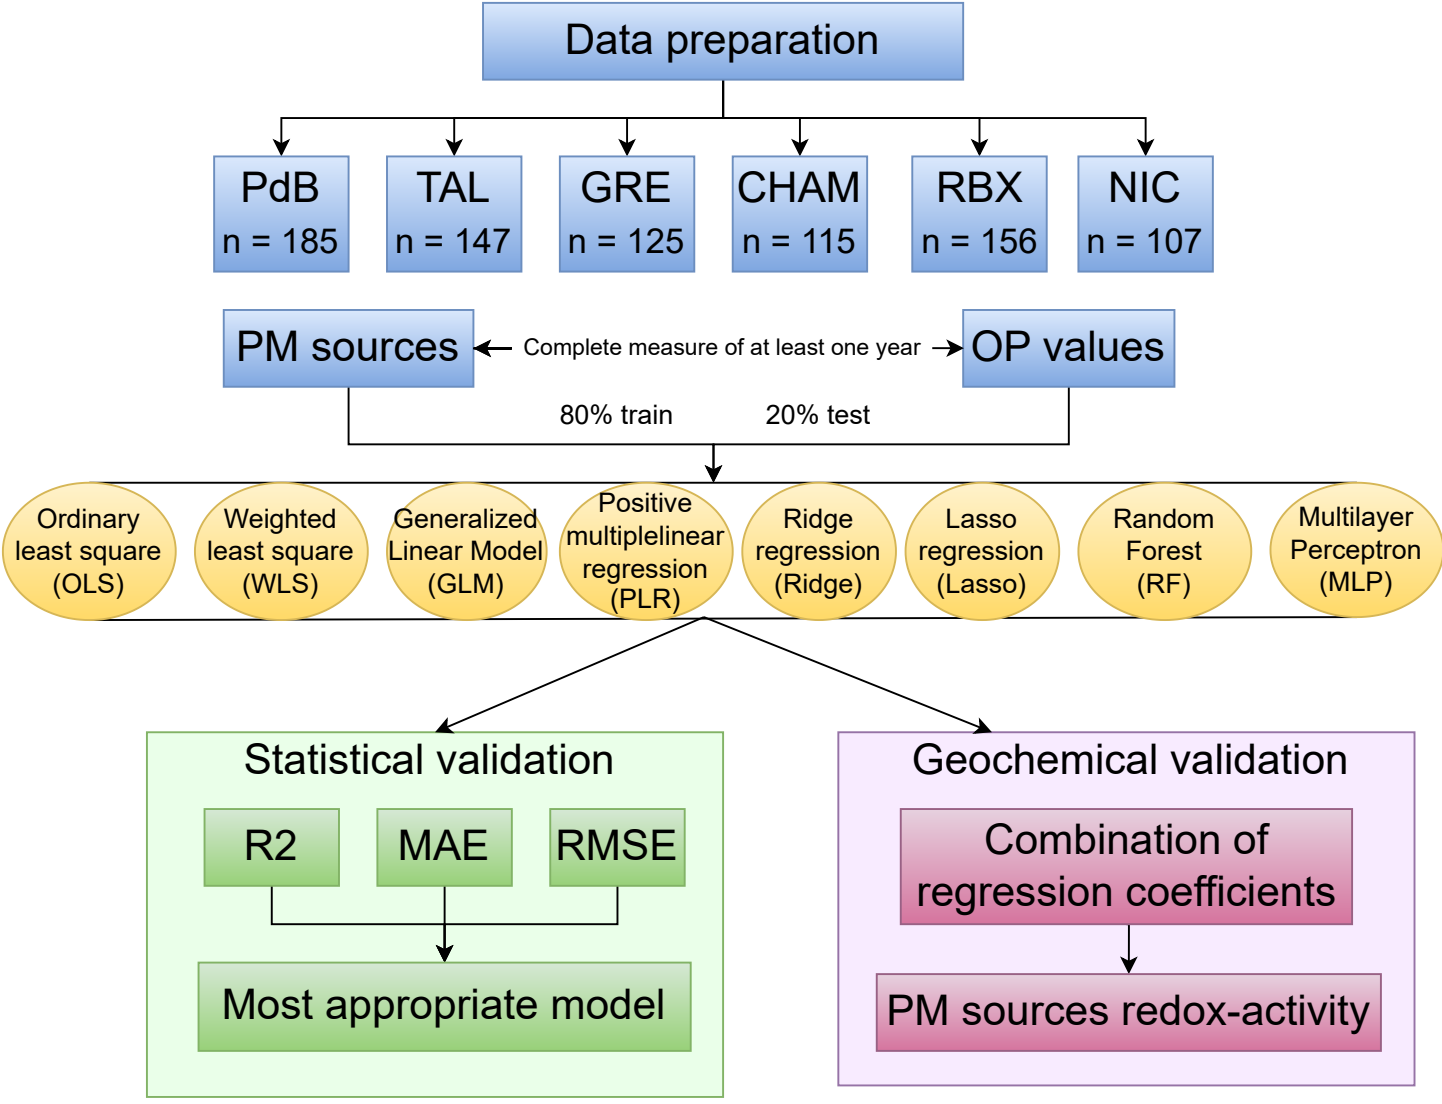 Data preparation
PdB
n = 185
TAL
n = 147
GRE
n = 125
CHAM
n = 115
RBX
n = 156
NIC
n = 107
PM sources
Complete measure of at least one year
OP values
80% train
20% test
Ordinary
least square
(OLS)
Weighted
least square
(WLS)
Generalized
Linear Model
(GLM)
Positive
multiplelinear
regression
(PLR)
Ridge
regression
(Ridge)
Lasso
regression
(Lasso)
Random
Forest
(RF)
Multilayer
Perceptron
(MLP)
Statistical validation
R2
MAE
RMSE
Most appropriate model
Geochemical validation
Combination of
regression coefficients
PM sources redox-activity